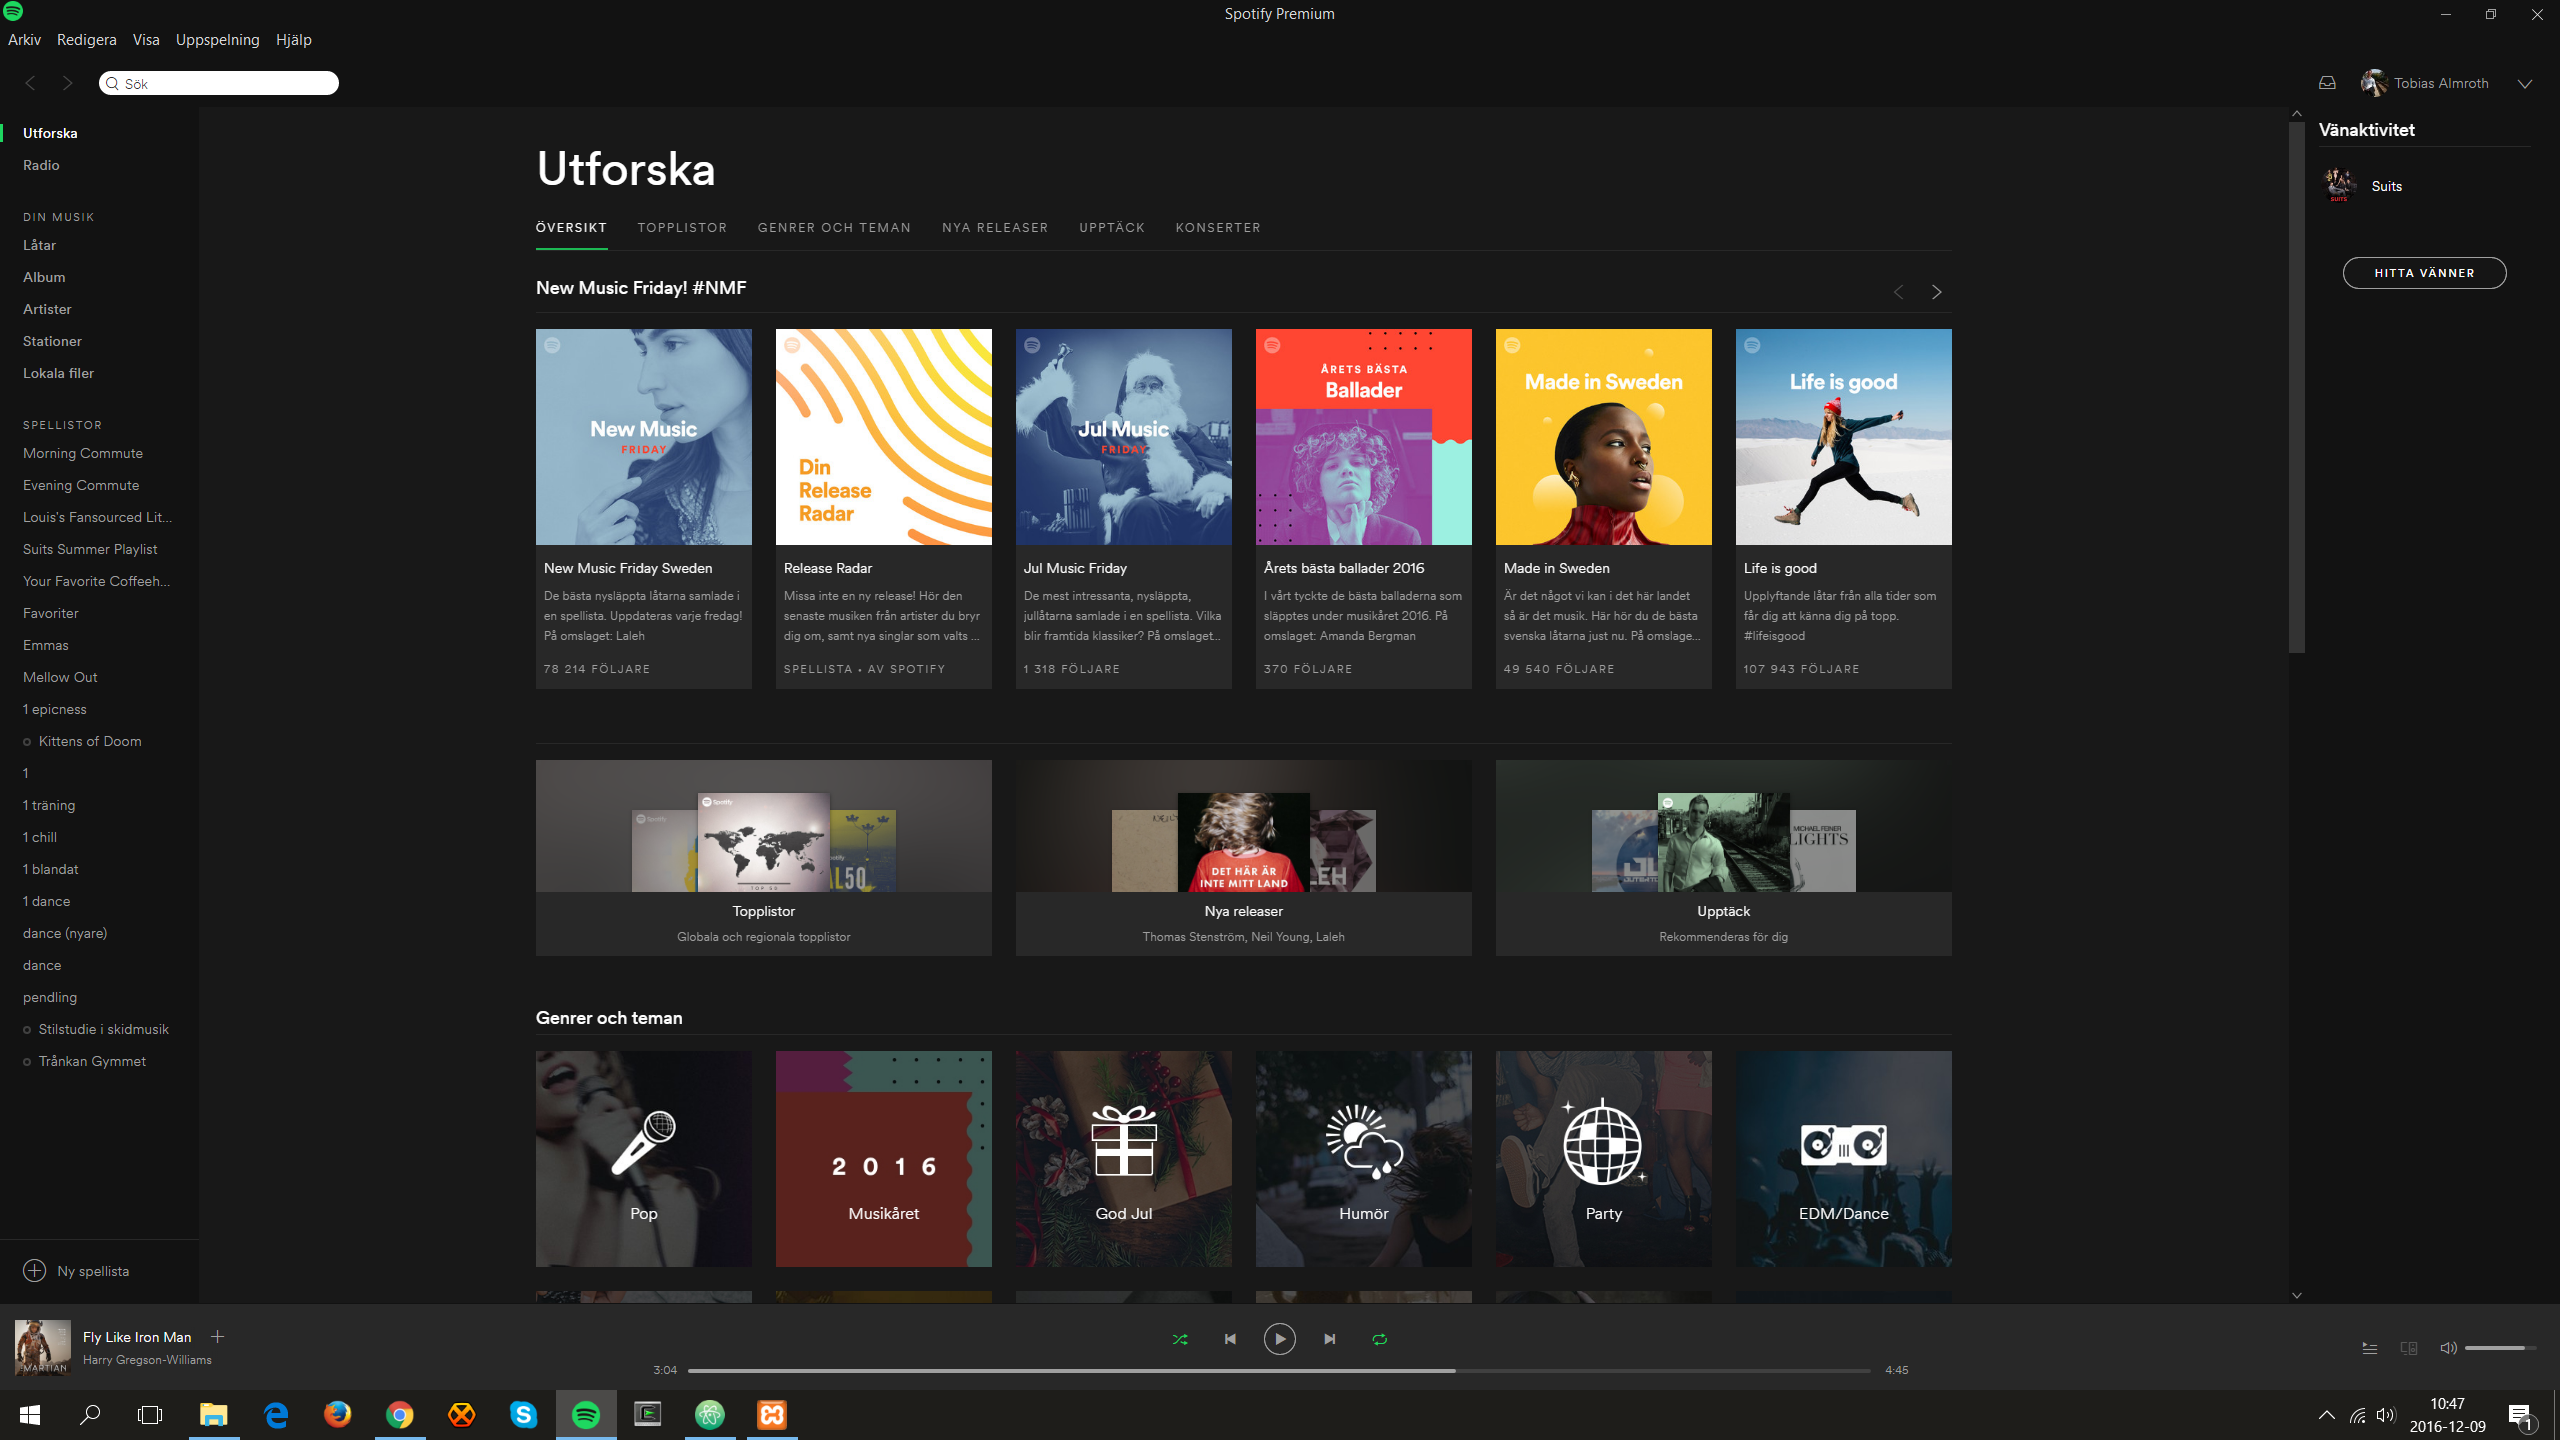 Spotify Premium
Arkiv Redigera Visa Uppspelning Hjälp
Sök
Tobias Almroth
Utforska
Radio
DIN MUSIK
Låtar
Album
Artister
Stationer
Lokala filer
SPELLISTOR
Morning Commute
Evening Commute
Louis's Fansourced Lit...
Suits Summer Playlist
Your Favorite Coffeeh...
Favoriter
Emmas
Mellow Out
1 epicness
Kittens of Doom
1
1 träning
1 chill
1 blandat
1 dance
dance (nyare)
dance
pendling
Stilstudie i skidmusik
Trånkan Gymmet
Ny spellista
Utforska
ÖVERSIKT TOPPLISTOR GENRER OCH TEMAN NYA RELEASER UPPTÄCK KONSERTER
New Music Friday! #NMF
New Music
FRIDAY
New Music Friday Sweden
De bästa nysläppta låtarna samlade i
en spellista. Uppdateras varje fredag!
På omslaget: Laleh
78 214 FÖLJARE
Din
Release
Radar
Release Radar
Missa inte en ny release! Hör den
senaste musiken från artister du bryr
dig om, samt nya singlar som valts ...
SPELLISTA • AV SPOTIFY
Jul Music
FRIDAY
Jul Music Friday
De mest intressanta, nysläppta,
jullåtarna samlade i en spellista. Vilka
blir framtida klassiker? På omslaget...
1 318 FÖLJARE
ÅRETS BÄSTA
Ballader
Årets bästa ballader 2016
I vårt tyckte de bästa balladerna som
släpptes under musikåret 2016. På
omslaget: Amanda Bergman
370 FÖLJARE
Made in Sweden
Made in Sweden
Är det något vi kan i det här landet
så är det musik. Här hör du de bästa
svenska låtarna just nu. På omslage...
49 540 FÖLJARE
Life is good
Life is good
Upplyftande låtar från alla tider som
får dig att känna dig på topp.
#lifeisgood
107 943 FÖLJARE
Spotify
Spotify
TOP 50
Topplistor
Globala och regionala topplistor
DET HÄR ÄR
INTE MITT LAND
Nya releaser
Thomas Stenström, Neil Young, Laleh
MICHAEL FEINER
LIGHTS
Upptäck
Rekommenderas för dig
Genrer och teman
Pop
2016
Musikåret
God Jul
Humör
Party
EDM/Dance
Vänaktivitet
SUITS
Suits
HITTA VÄNNER
MARTIAN
Fly Like Iron Man
Harry Gregson-Williams
3:04
4:45
10:47
2016-12-09
1